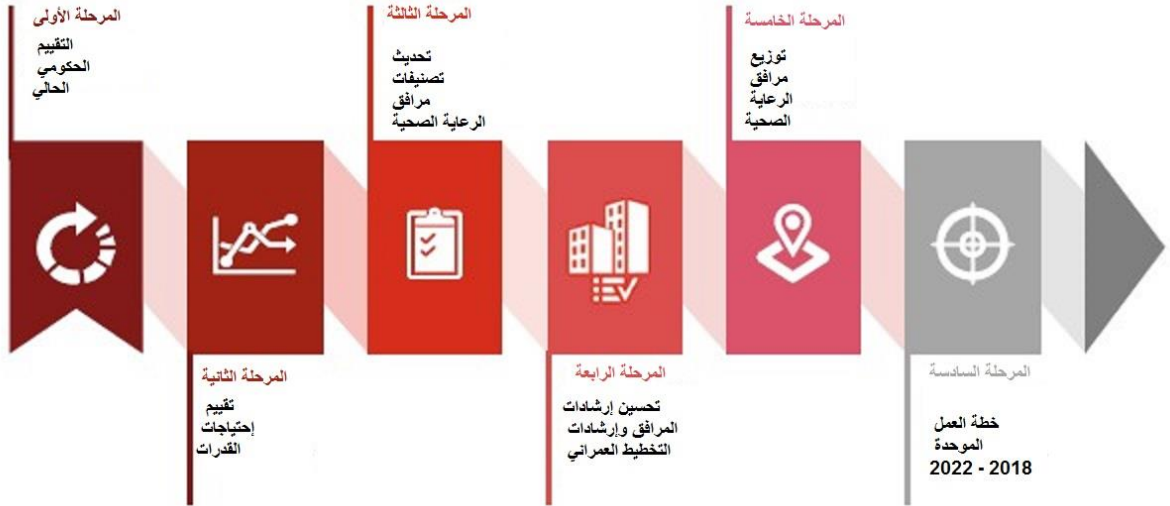 المرحلة الأولى
التقييم
الحكومي
الحالي
المرحلة الثانية
تقييم
إحتياجات
القدرات
المرحلة الثالثة
تحديث
تصنيفات
مرافق
الرعاية الصحية
المرحلة الرابعة
تحسين إرشادات
المرافق وإرشادات
التخطيط العمراني
المرحلة الخامسة
توزيع
مرافق
الرعاية
الصحية
المرحلة السادسة
خطة العمل
الموحدة
2018 - 2022